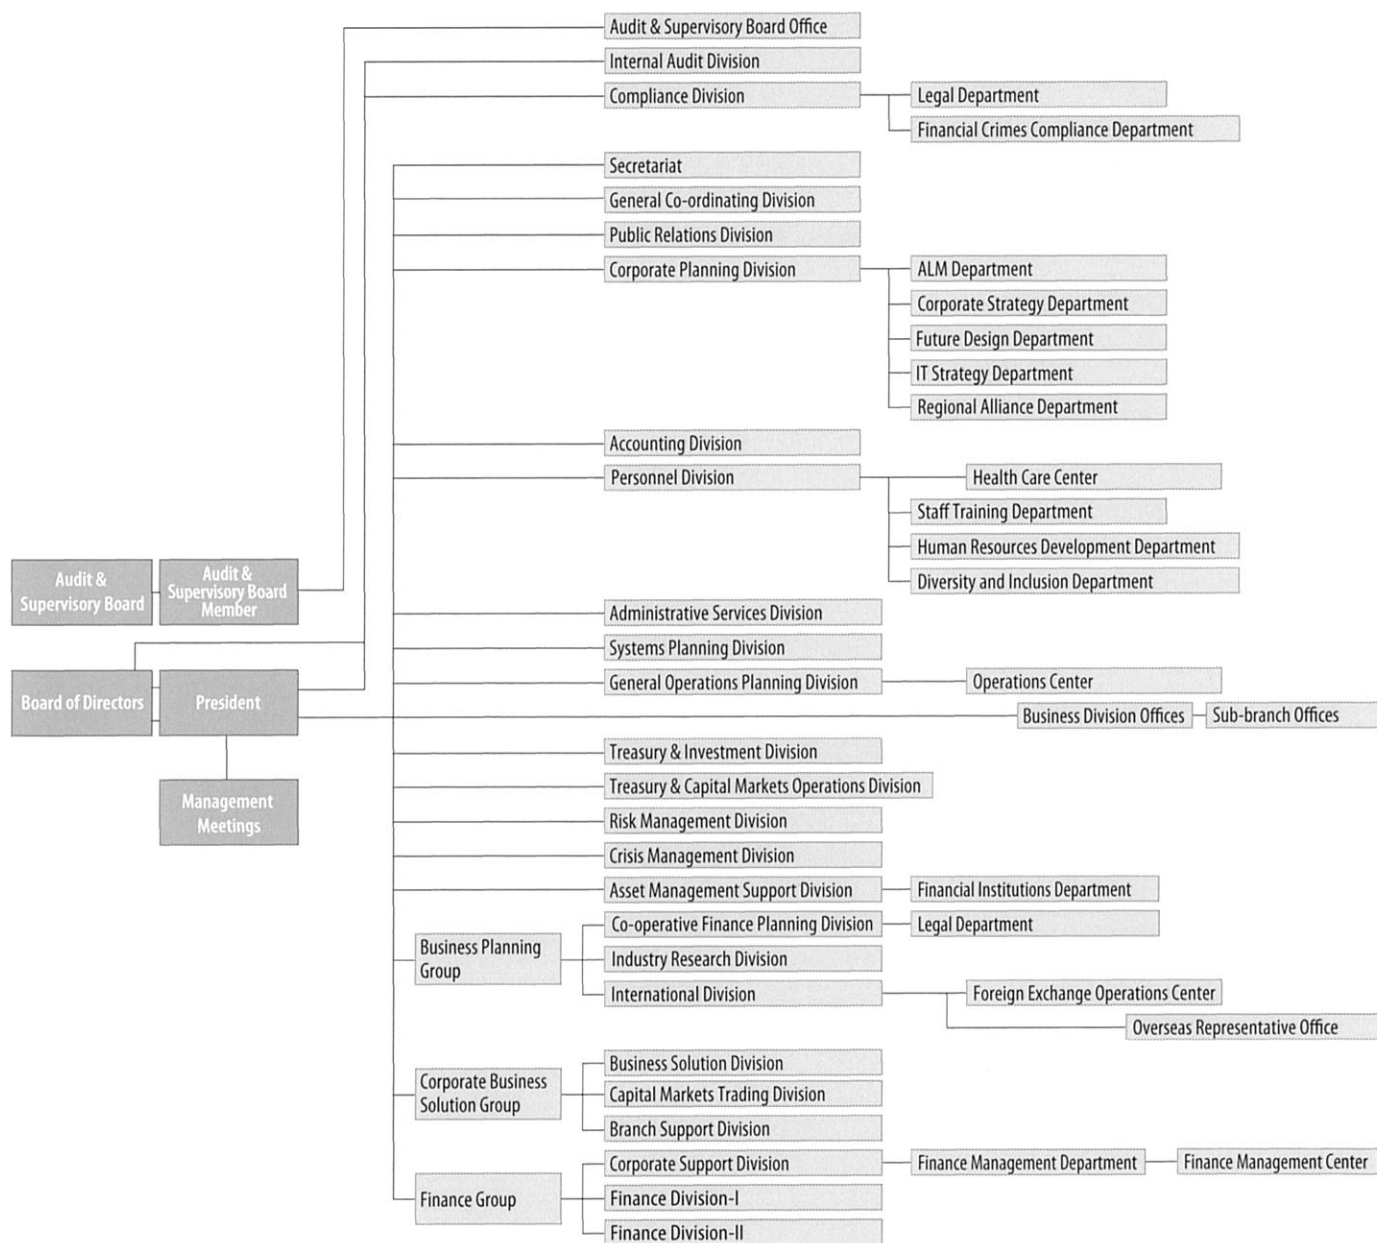 Audit & Supervisory Board Office
Internal Audit Division
Compliance Division
Legal Department
Financial Crimes Compliance Department
Secretariat
General Co-ordinating Division
Public Relations Division
Corporate Planning Division
ALM Department
Corporate Strategy Department
Future Design Department
IT Strategy Department
Regional Alliance Department
Accounting Division
Personnel Division
Health Care Center
Staff Training Department
Human Resources Development Department
Diversity and Inclusion Department
Audit &
Supervisory Board
Audit &
Supervisory Board
Member
Administrative Services Division
Systems Planning Division
General Operations Planning Division
Operations Center
Board of Directors
President
Business Division Offices
Sub-branch Offices
Management
Meetings
Treasury & Investment Division
Treasury & Capital Markets Operations Division
Risk Management Division
Crisis Management Division
Asset Management Support Division
Financial Institutions Department
Business Planning
Group
Co-operative Finance Planning Division
Legal Department
Industry Research Division
International Division
Foreign Exchange Operations Center
Overseas Representative Office
Corporate Business
Solution Group
Business Solution Division
Capital Markets Trading Division
Branch Support Division
Finance Group
Corporate Support Division
Finance Management Department
Finance Management Center
Finance Division-I
Finance Division-II